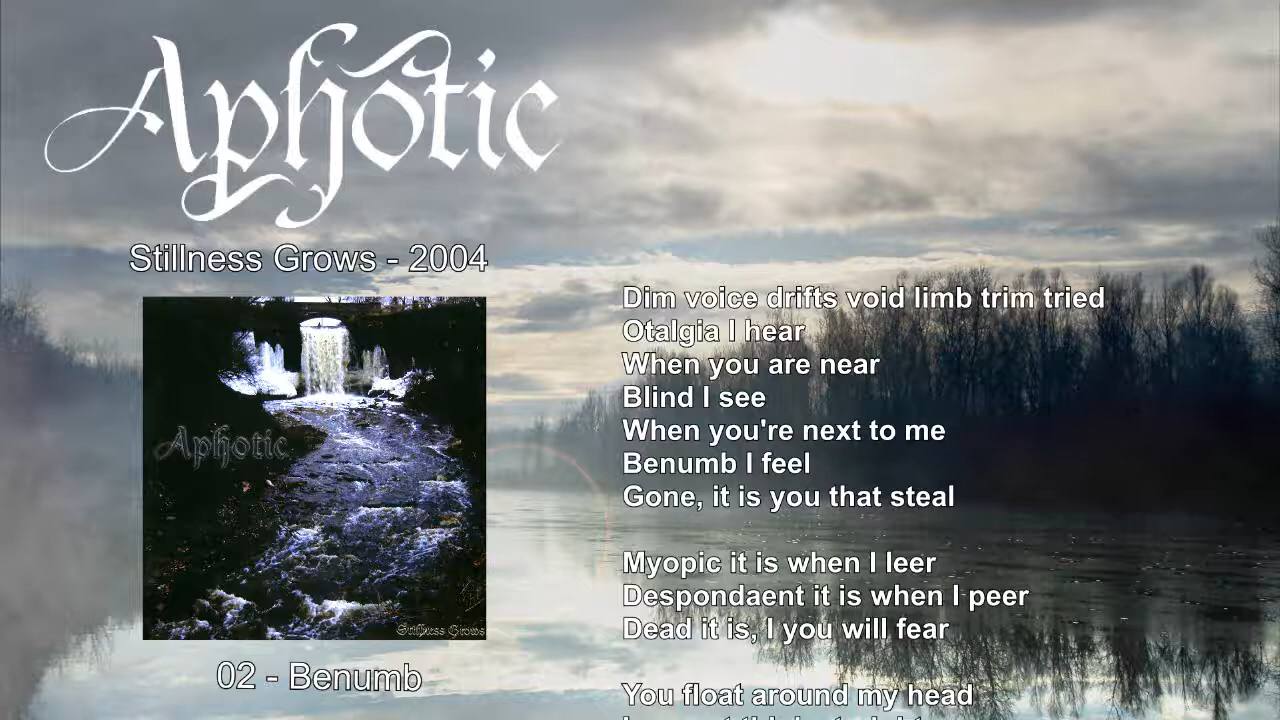 Aphotic
Stillness Grows - 2004
Aphotic
Stillness Grows
02 - Benumb
Dim voice drifts void limb trim tried
Otalgia I hear
When you are near
Blind I see
When you're next to me
Benumb I feel
Gone, it is you that steal
Myopic it is when I leer
Despondaent it is when I peer
Dead it is, I you will fear
You float around my head